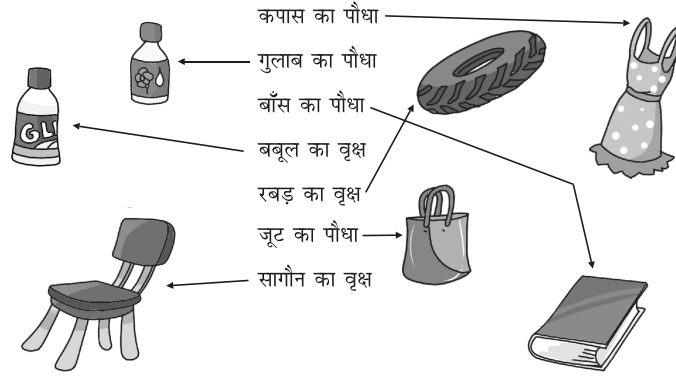 कपास का पौधा
गुलाब का पौधा
बाँस का पौधा
GLU
बबूल का वृक्ष
रबड़ का वृक्ष
जूट का पौधा
सागौन का वृक्ष